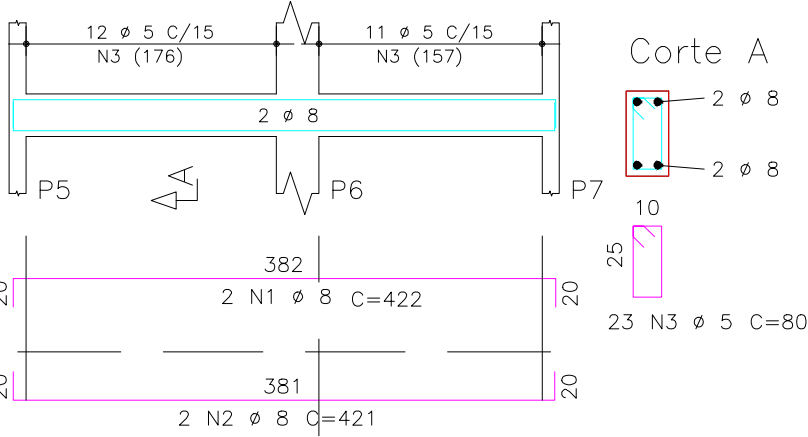 12 ø 5 C/15
N3 (176)
11 ø 5 C/15
N3 (157)
2 ø 8
P5
A
P6
P7
Corte A
2 ø 8
2 ø 8
10
25
23 N3 ø 5 C=80
382
20
2 N1 ø 8 C=422
20
20
381
20
2 N2 ø 8 C=421